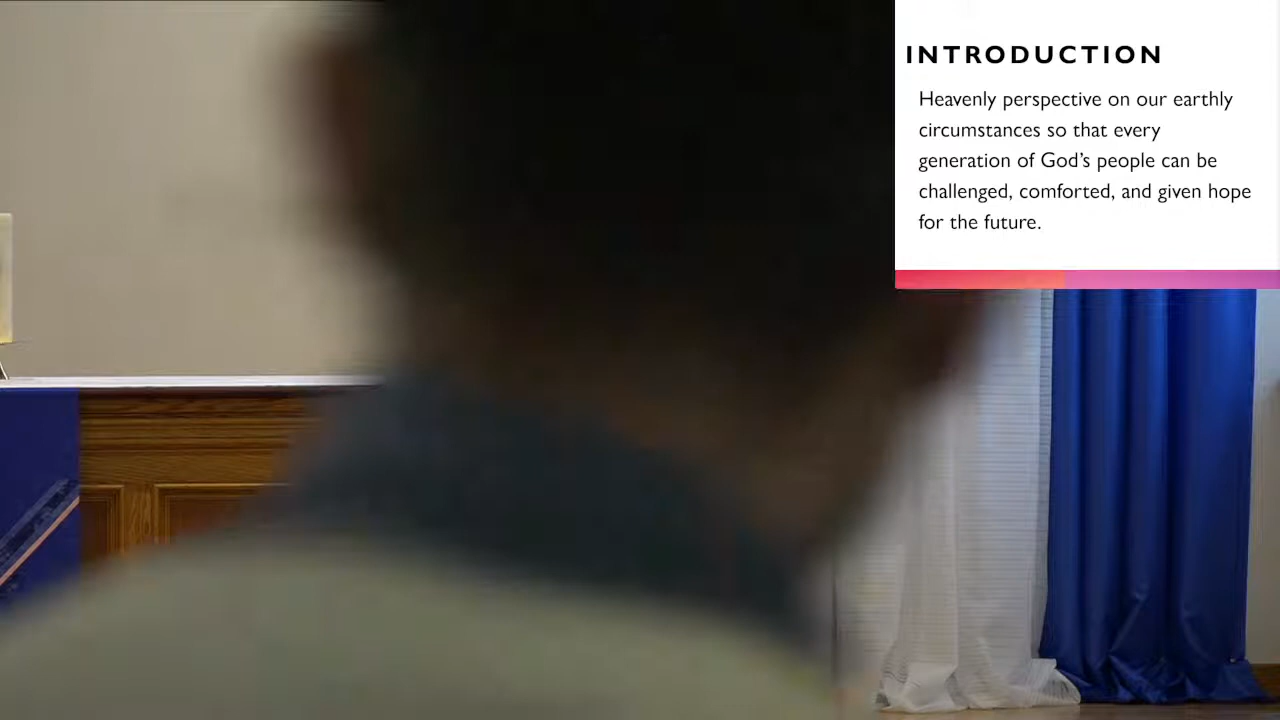 INTRODUCTION
Heavenly perspective on our earthly
circumstances so that every
generation of God’s people can be
challenged, comforted, and given hope
for the future.